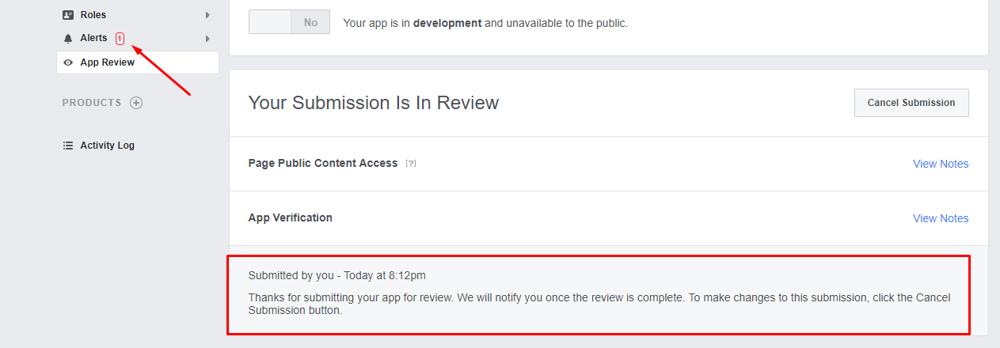 Roles
Alerts 1
App Review
PRODUCTS
Activity Log
No
Your app is in development and unavailable to the public.
Your Submission Is In Review
Cancel Submission
Page Public Content Access [?]
View Notes
App Verification
View Notes
Submitted by you - Today at 8:12pm
Thanks for submitting your app for review. We will notify you once the review is complete. To make changes to this submission, click the Cancel
Submission button.